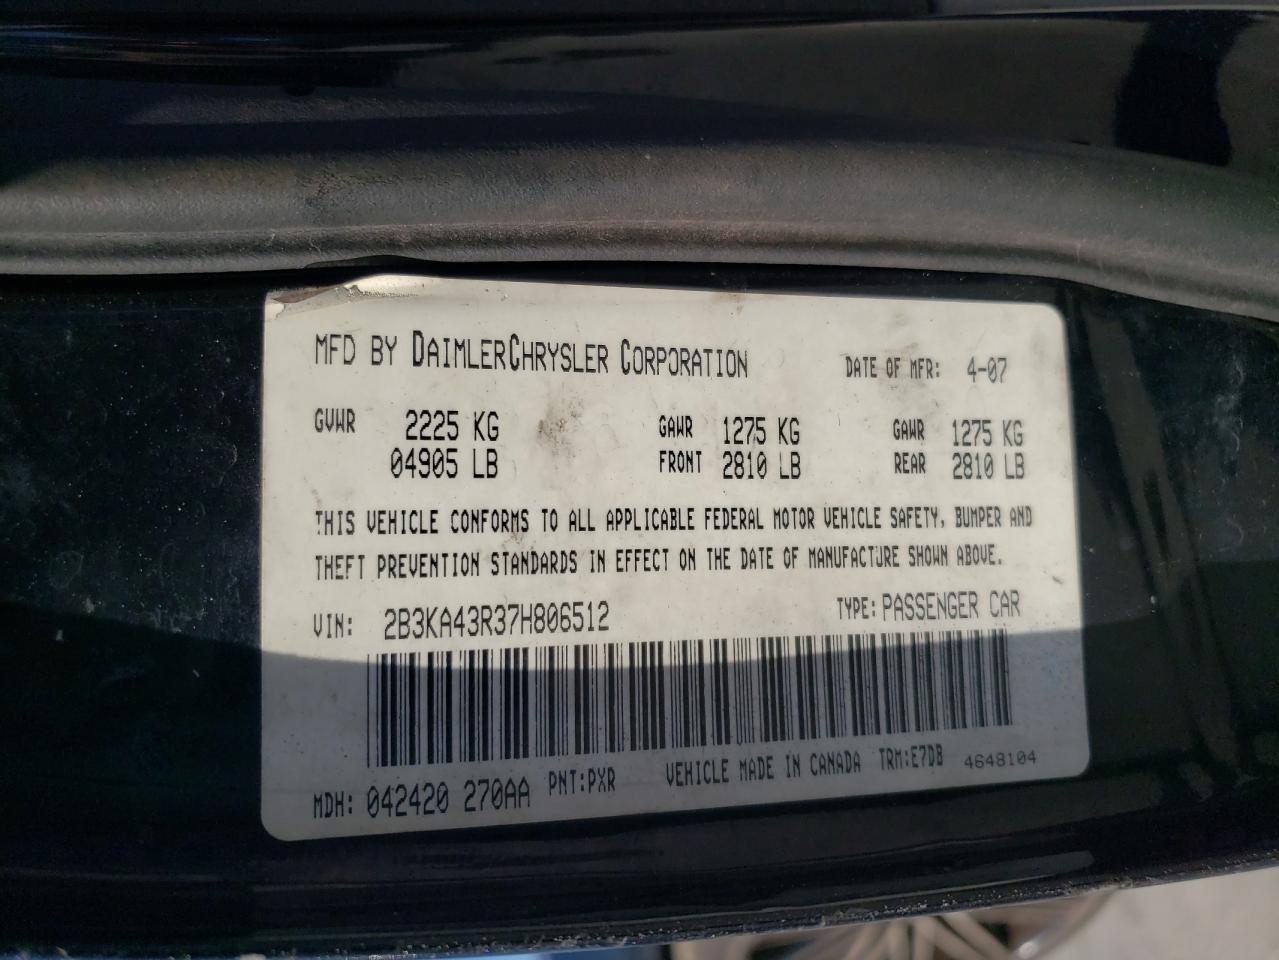 MFD BY DAIMLERCHRYSLER CORPORATION DATE OF MFR: 4-07
GVWR 2225 KG GAWR 1275 KG GAWR 1275 KG
04905 LB FRONT 2810 LB REAR 2810 LB
THIS VEHICLE CONFORMS TO ALL APPLICABLE FEDERAL MOTOR VEHICLE SAFETY, BUMPER AND
THEFT PREVENTION STANDARDS IN EFFECT ON THE DATE OF MANUFACTURE SHOWN ABOVE.
VIN: 2B3KA43R37H806512 TYPE: PASSENGER CAR
MDH: 042420 270AA PNT:PXR VEHICLE MADE IN CANADA TRM:E7DB 4648104